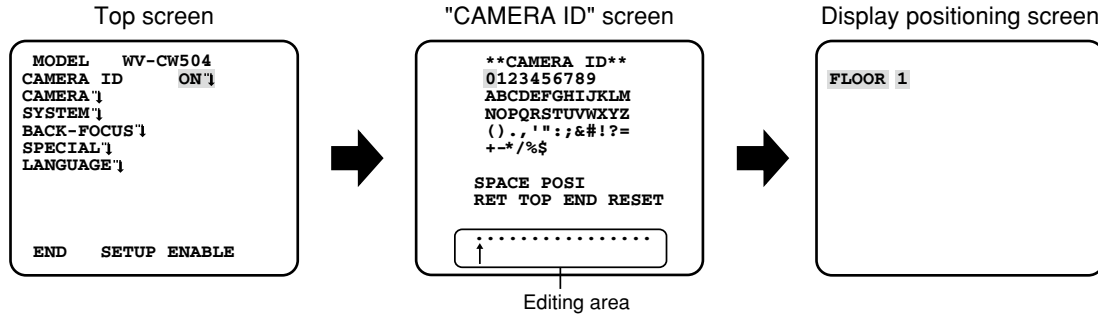 Top screen
MODEL WV-CW504
CAMERA ID ON
CAMERA
SYSTEM
BACK-FOCUS
SPECIAL
LANGUAGE
END SETUP ENABLE
"CAMERA ID" screen
**CAMERA ID**
0123456789
ABCDEFGHIJKLM
NOPQRSTUVWXYZ
().,'":;&#!?=
+-*/%$
SPACE POSI
RET TOP END RESET
................
Editing area
Display positioning screen
FLOOR 1